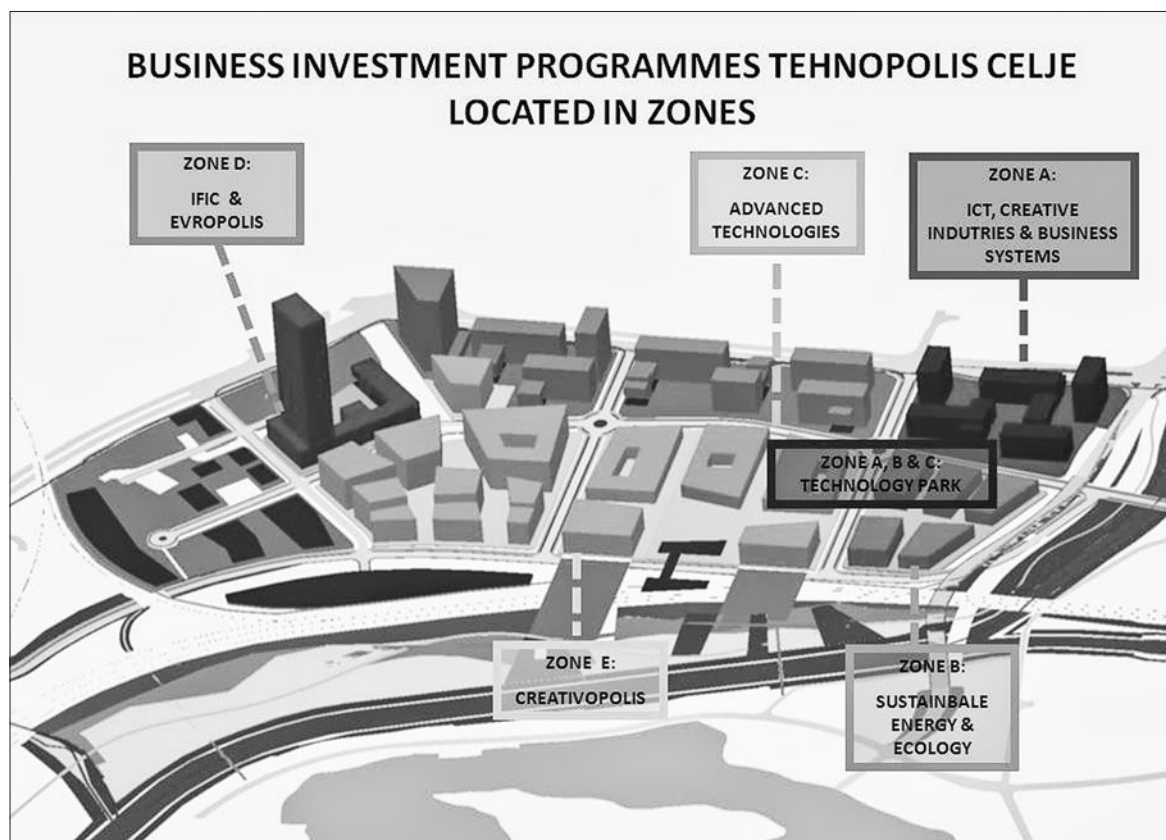 BUSINESS INVESTMENT PROGRAMMES TEHNOPOLIS CELJE
LOCATED IN ZONES
ZONE D:
IFIC &
EVROPOLIS
ZONE C:
ADVANCED
TECHNOLOGIES
ZONE A:
ICT, CREATIVE
INDUTRIES & BUSINESS
SYSTEMS
ZONE A, B & C:
TECHNOLOGY PARK
ZONE E:
CREATIVOPOLIS
ZONE B:
SUSTAINBALE
ENERGY &
ECOLOGY